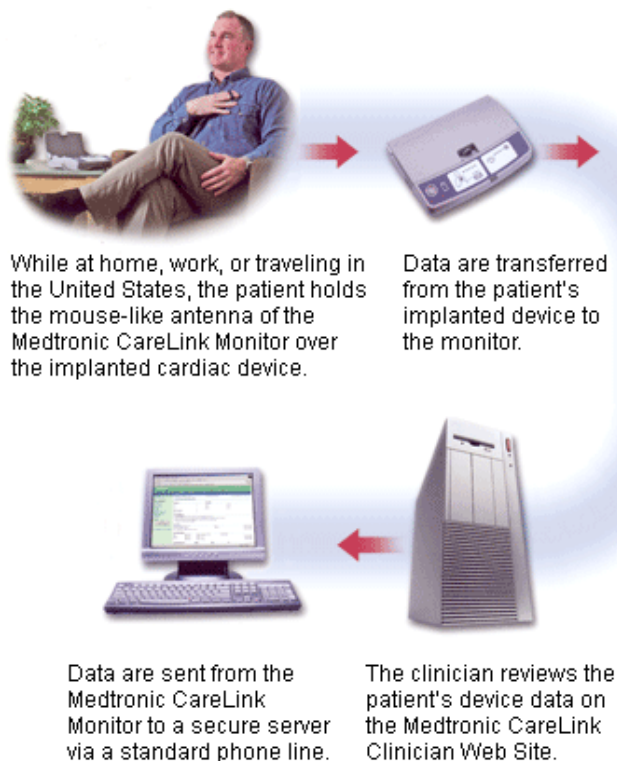 While at home, work, or traveling in
the United States, the patient holds
the mouse-like antenna of the
Medtronic CareLink Monitor over
the implanted cardiac device.
Data are transferred
from the patient's
implanted device to
the monitor.
Data are sent from the
Medtronic CareLink
Monitor to a secure server
via a standard phone line.
The clinician reviews the
patient's device data on
the Medtronic CareLink
Clinician Web Site.